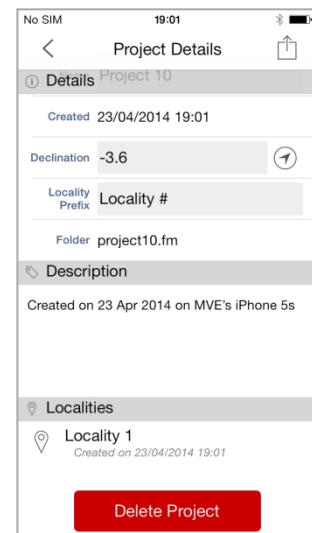 No SIM 19:01
Project Details
Details
Name Project 10
Created 23/04/2014 19:01
Declination -3.6
Locality Prefix Locality #
Folder project10.fm
Description
Created on 23 Apr 2014 on MVE's iPhone 5s
Localities
Locality 1
Created on 23/04/2014 19:01
Delete Project